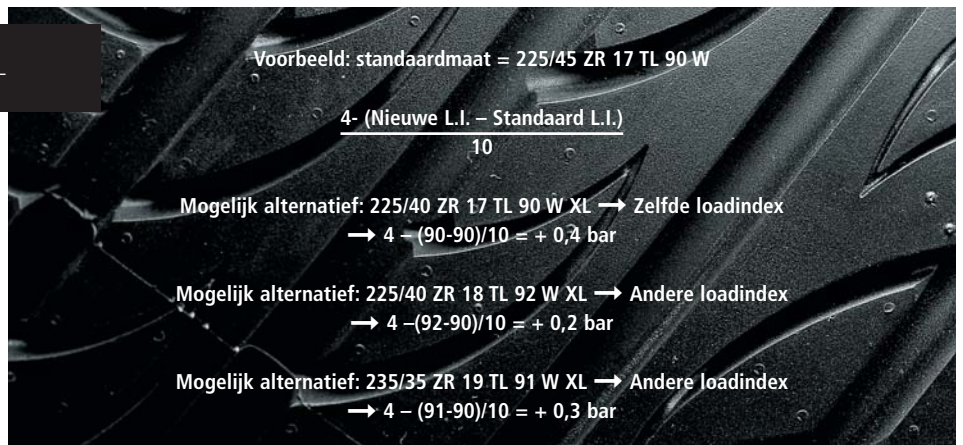 Voorbeeld: standaardmaat = 225/45 ZR 17 TL 90 W
4- (Nieuwe L.I. – Standaard L.I.)
10
Mogelijk alternatief: 225/40 ZR 17 TL 90 W XL → Zelfde loadindex
→ 4 – (90-90)/10 = + 0,4 bar
Mogelijk alternatief: 225/40 ZR 18 TL 92 W XL → Andere loadindex
→ 4 –(92-90)/10 = + 0,2 bar
Mogelijk alternatief: 235/35 ZR 19 TL 91 W XL → Andere loadindex
→ 4 – (91-90)/10 = + 0,3 bar